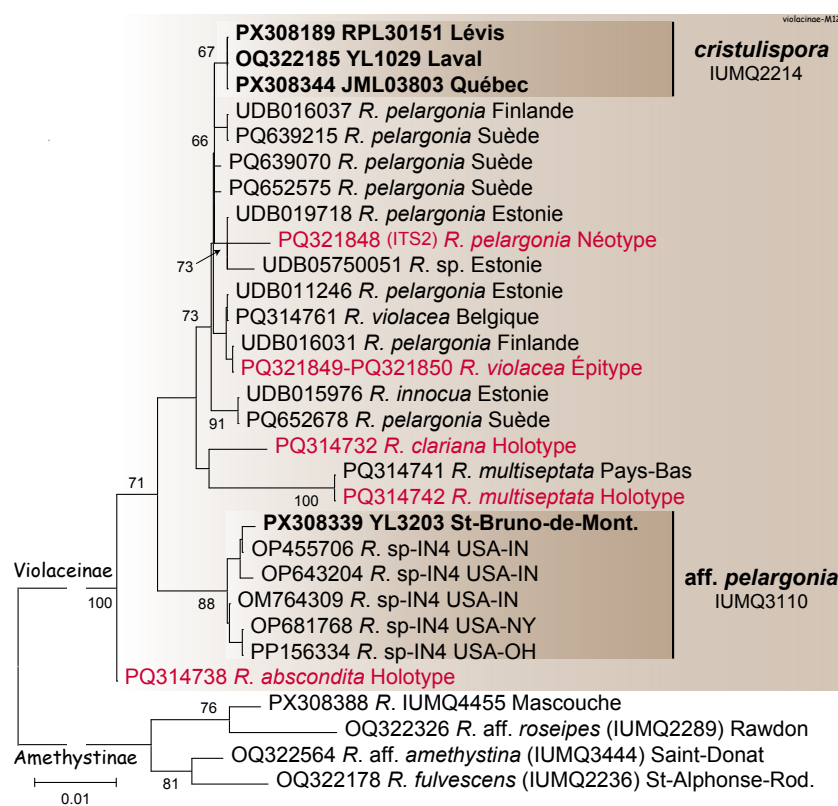 violacinae-M12
67
PX308189 RPL30151 Lévis
OQ322185 YL1029 Laval
PX308344 JML03803 Québec
cristulispora
IUMQ2214
UDB016037 R. pelargonia Finlande
66
PQ639215 R. pelargonia Suède
PQ639070 R. pelargonia Suède
PQ652575 R. pelargonia Suède
UDB019718 R. pelargonia Estonie
PQ321848 (ITS2) R. pelargonia Néotype
73
UDB05750051 R. sp. Estonie
UDB011246 R. pelargonia Estonie
73
PQ314761 R. violacea Belgique
UDB016031 R. pelargonia Finlande
PQ321849-PQ321850 R. violacea Épitype
UDB015976 R. innocua Estonie
91
PQ652678 R. pelargonia Suède
PQ314732 R. clariana Holotype
71
PQ314741 R. multiseptata Pays-Bas
100
PQ314742 R. multiseptata Holotype
PX308339 YL3203 St-Bruno-de-Mont.
OP455706 R. sp-IN4 USA-IN
OP643204 R. sp-IN4 USA-IN
aff. pelargonia
IUMQ3110
Violaceinae
100
88
OM764309 R. sp-IN4 USA-IN
OP681768 R. sp-IN4 USA-NY
PP156334 R. sp-IN4 USA-OH
PQ314738 R. abscondita Holotype
76
PX308388 R. IUMQ4455 Mascouche
OQ322326 R. aff. roseipes (IUMQ2289) Rawdon
Amethystinae
OQ322564 R. aff. amethystina (IUMQ3444) Saint-Donat
81
OQ322178 R. fulvescens (IUMQ2236) St-Alphonse-Rod.
0.01